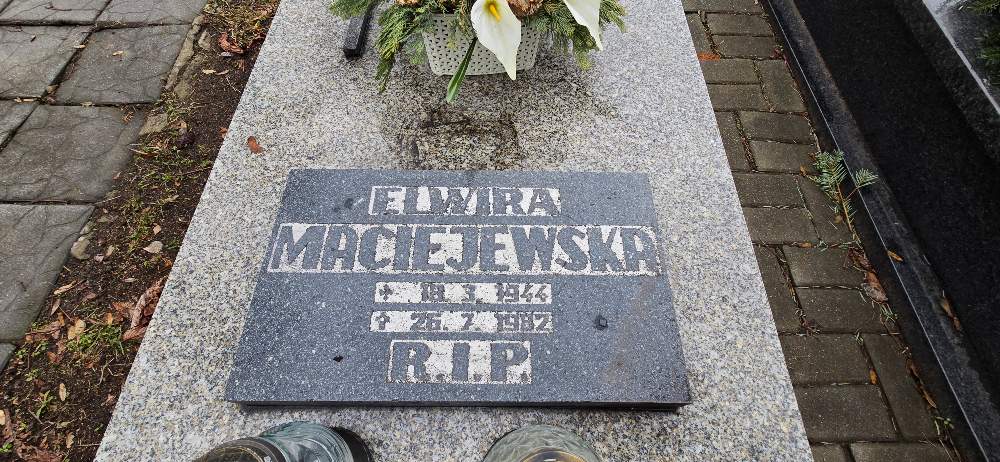 ELWIRA
MACIEJEWSKA
* 18. 3. 1944
+ 26. 7. 1982
R.I.P.